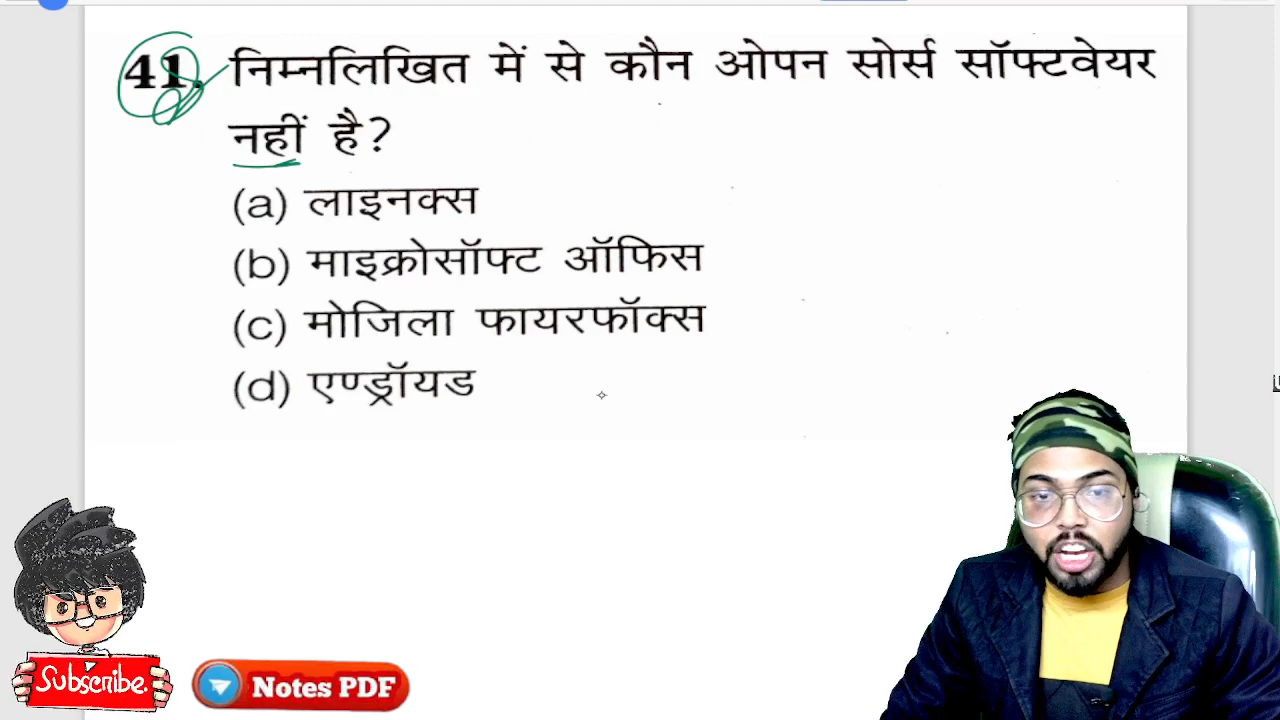 41. निम्नलिखित में से कौन ओपन सोर्स सॉफ्टवेयर
नहीं है?
(a) लाइनक्स
(b) माइक्रोसॉफ्ट ऑफिस
(c) मोजिला फायरफॉक्स
(d) एण्ड्रॉयड
Subscribe.
Notes PDF